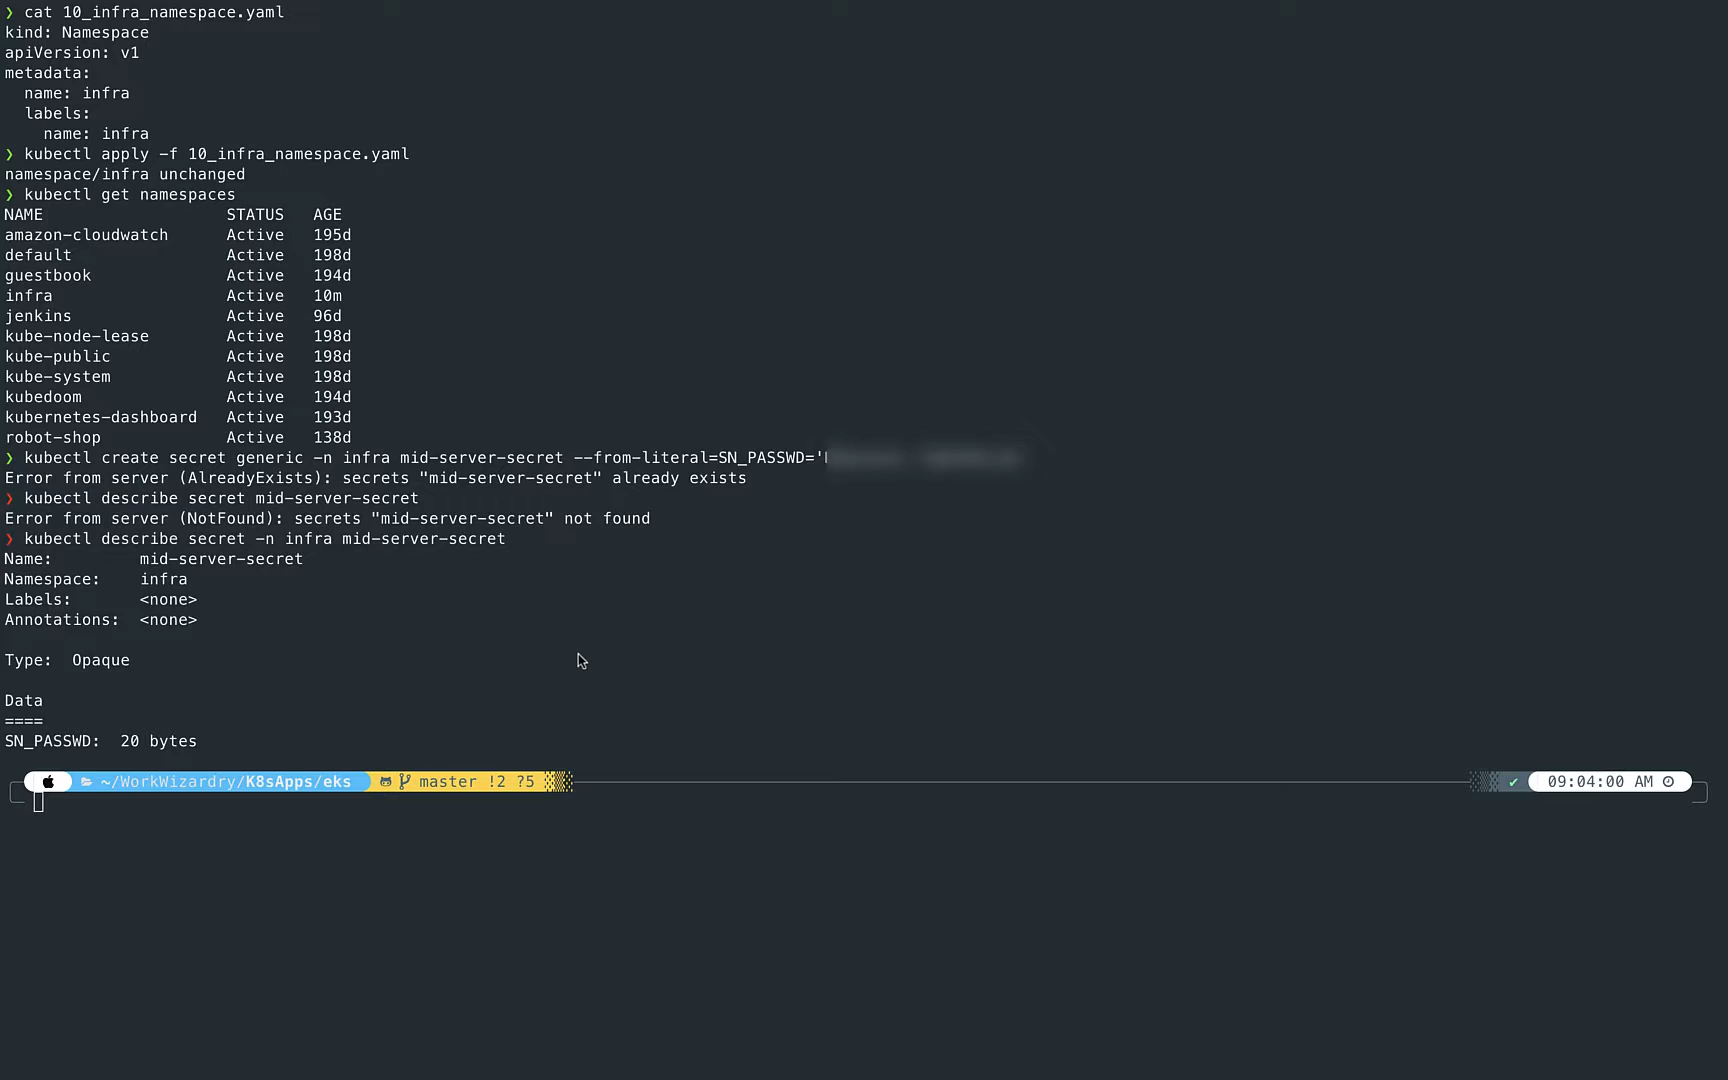 ❯ cat 10_infra_namespace.yaml
kind: Namespace
apiVersion: v1
metadata:
  name: infra
  labels:
    name: infra
❯ kubectl apply -f 10_infra_namespace.yaml
namespace/infra unchanged
❯ kubectl get namespaces
NAME                   STATUS   AGE
amazon-cloudwatch      Active   195d
default                Active   198d
guestbook              Active   194d
infra                  Active   10m
jenkins                Active   96d
kube-node-lease        Active   198d
kube-public            Active   198d
kube-system            Active   198d
kubedoom               Active   194d
kubernetes-dashboard   Active   193d
robot-shop             Active   138d
❯ kubectl create secret generic -n infra mid-server-secret --from-literal=SN_PASSWD='
Error from server (AlreadyExists): secrets "mid-server-secret" already exists
❯ kubectl describe secret mid-server-secret
Error from server (NotFound): secrets "mid-server-secret" not found
❯ kubectl describe secret -n infra mid-server-secret
Name:         mid-server-secret
Namespace:    infra
Labels:       <none>
Annotations:  <none>
Type:  Opaque
Data
====
SN_PASSWD:  20 bytes
~/WorkWizardry/K8sApps/eks master !2 ?5 ✔ 09:04:00 AM